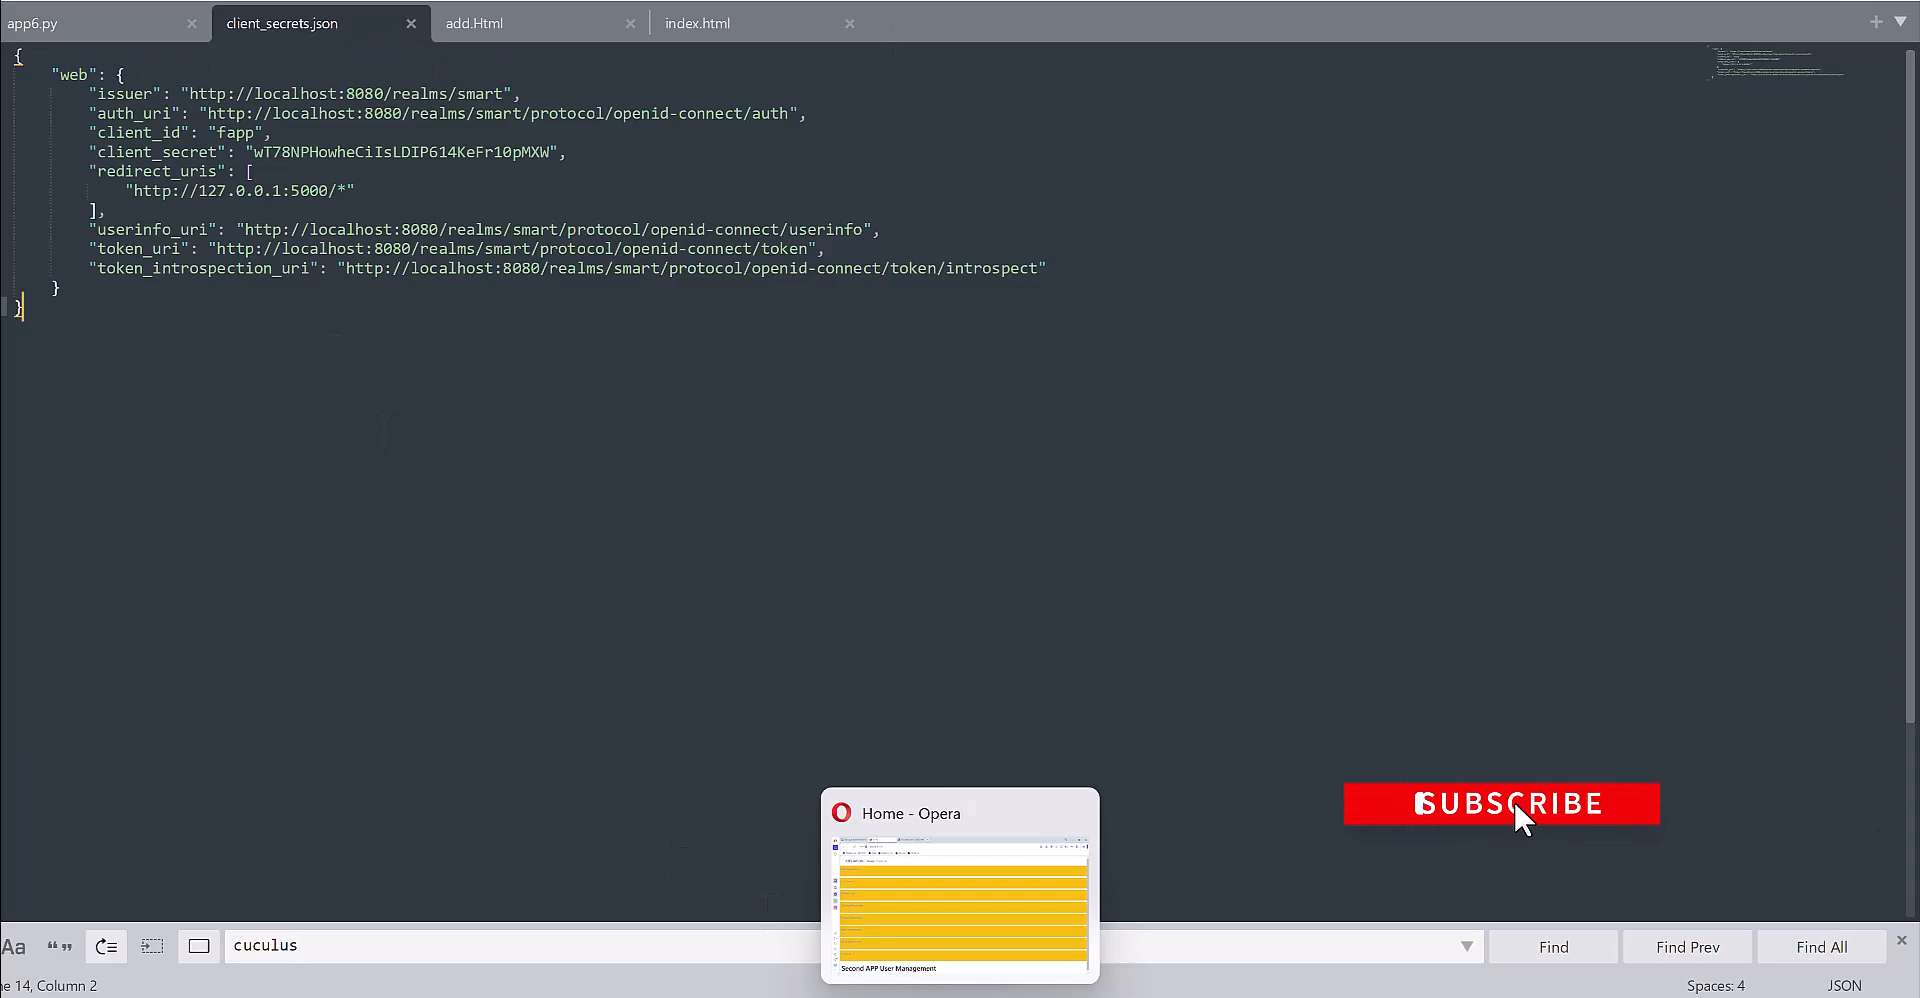 app6.py
client_secrets.json
add.Html
index.html
{
"web": {
"issuer": "http://localhost:8080/realms/smart",
"auth_uri": "http://localhost:8080/realms/smart/protocol/openid-connect/auth",
"client_id": "fapp",
"client_secret": "wT78NPHowheCiIsLDIP614KeFr10pMXW",
"redirect_uris": [
"http://127.0.0.1:5000/*"
],
"userinfo_uri": "http://localhost:8080/realms/smart/protocol/openid-connect/userinfo",
"token_uri": "http://localhost:8080/realms/smart/protocol/openid-connect/token",
"token_introspection_uri": "http://localhost:8080/realms/smart/protocol/openid-connect/token/introspect"
}
}
SUBSCRIBE
Home - Opera
Second APP User Management
Aa
cuculus
Find
Find Prev
Find All
ne 14, Column 2
Spaces: 4
JSON